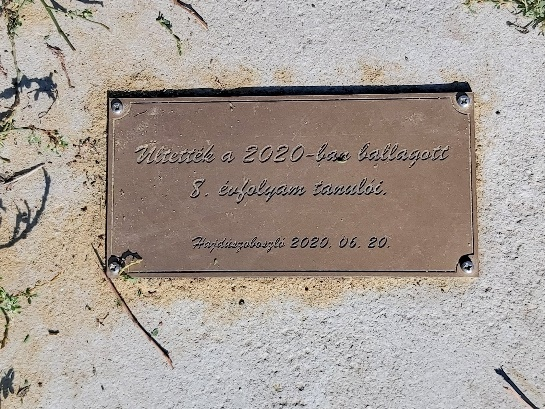 Ültették a 2020-ban ballagott
8. évfolyam tanulói.
Hajdúszoboszló 2020. 06. 20.